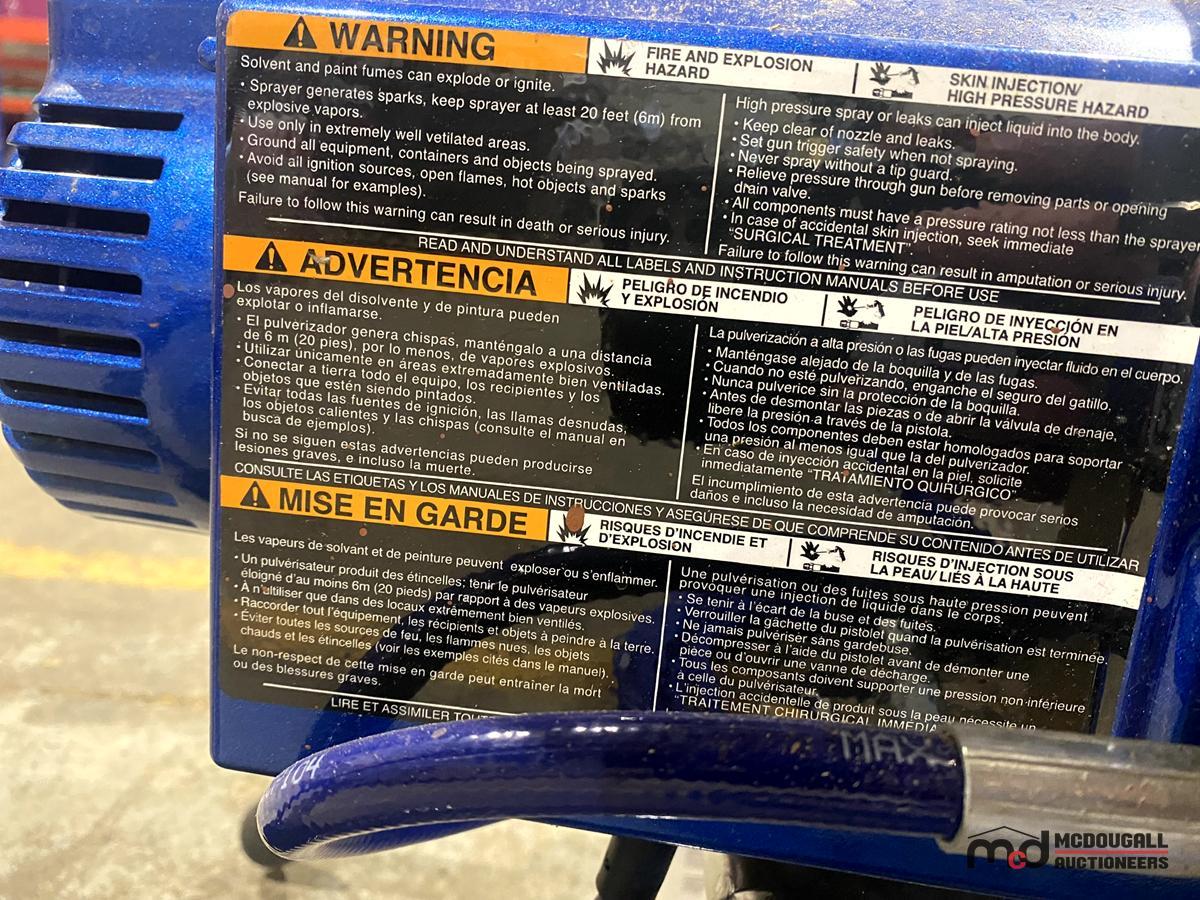 WARNING
FIRE AND EXPLOSION
HAZARD
SKIN INJECTION/
HIGH PRESSURE HAZARD
Solvent and paint fumes can explode or ignite.
• Sprayer generates sparks, keep sprayer at least 20 feet (6m) from
explosive vapors.
• Use only in extremely well vetilated areas.
• Ground all equipment, containers and objects being sprayed.
• Avoid all ignition sources, open flames, hot objects and sparks
(see manual for examples).
Failure to follow this warning can result in death or serious injury.
High pressure spray or leaks can inject liquid into the body.
• Keep clear of nozzle and leaks.
• Set gun trigger safety when not spraying.
• Never spray without a tip guard.
• Relieve pressure through gun before removing parts or opening
drain valve.
• All components must have a pressure rating not less than the sprayer
• In case of accidental skin injection, seek immediate
"SURGICAL TREATMENT".
Failure to follow this warning can result in amputation or serious injury.
READ AND UNDERSTAND ALL LABELS AND INSTRUCTION MANUALS BEFORE USE
ADVERTENCIA
PELIGRO DE INCENDIO
Y EXPLOSIÓN
PELIGRO DE INYECCIÓN EN
LA PIEL/ALTA PRESIÓN
Los vapores del disolvente y de pintura pueden
explotar o inflamarse.
• El pulverizador genera chispas, manténgalo a una distancia
de 6 m (20 pies), por lo menos, de vapores explosivos.
• Utilizar únicamente en áreas extremadamente bien ventiladas.
• Conectar a tierra todo el equipo, los recipientes y los
Objetos que estén siendo pintados.
• Evitar todas las fuentes de ignición, las llamas desnudas,
los objetos calientes y las chispas (consulte el manual en
busca de ejemplos).
Si no se siguen estas advertencias pueden producirse
lesiones graves, e incluso la muerte.
La pulverización a alta presión o las fugas pueden inyectar fluido en el cuerpo.
• Manténgase alejado de la boquilla y de las fugas.
• Cuando no esté pulverizando, enganche el seguro del gatillo,
• Nunca pulverice sin la protección de la boquilla.
• Antes de desmontar las piezas o de abrir la válvula de drenaje,
libere la presión a través de la pistola.
• Todos los componentes deben estar homologados para soportar
una presión al menos igual que la del pulverizador.
• En caso de inyección accidental en la piel, solicite
inmediatamente "TRATAMIENTO QUIRÚRGICO".
El incumplimiento de esta advertencia puede provocar serios
daños e incluso la necesidad de amputación.
CONSULTE LAS ETIQUETAS Y LOS MANUALES DE INSTRUCCIONES Y ASEGÚRESE DE QUE COMPRENDE SU CONTENIDO ANTES DE UTILIZAR
MISE EN GARDE
RISQUES D'INCENDIE ET
D'EXPLOSION
RISQUES D'INJECTION SOUS
LA PEAU/ LIÉS À LA HAUTE
Les vapeurs de solvant et de peinture peuvent exploser ou s'enflammer.
• Un pulvérisateur produit des étincelles; tenir le pulvérisateur
éloigné d'au moins 6m (20 pieds) par rapport à des vapeurs explosives.
• À n'utiliser que dans des locaux extrêmement bien ventilés.
• Raccorder tout l'équipement, les récipients et objets à peindre à la terre.
• Éviter toutes les sources de feu, les flammes nues, les objets
chauds et les étincelles (voir les exemples cités dans le manuel).
Le non-respect de cette mise en garde peut entraîner la mort
ou des blessures graves.
Une pulvérisation ou des fuites sous haute pression peuvent
provoquer une injection de liquide dans le corps.
• Se tenir à l'écart de la buse et des fuites.
• Verrouiller la gâchette du pistolet quand la pulvérisation est terminée.
• Ne jamais pulvériser sans gardebuse.
• Décompresser à l'aide du pistolet avant de démonter une
pièce ou d'ouvrir une vanne de décharge.
• Tous les composants doivent supporter une pression non-inférieure
à celle du pulvérisateur.
• L'injection accidentelle de produit sous la peau nécessite un
"TRAITEMENT CHIRURGICAL IMMÉDIA
LIRE ET ASSIMILER TOUT
104
MAX
mcd MCDOUGALL
AUCTIONEERS